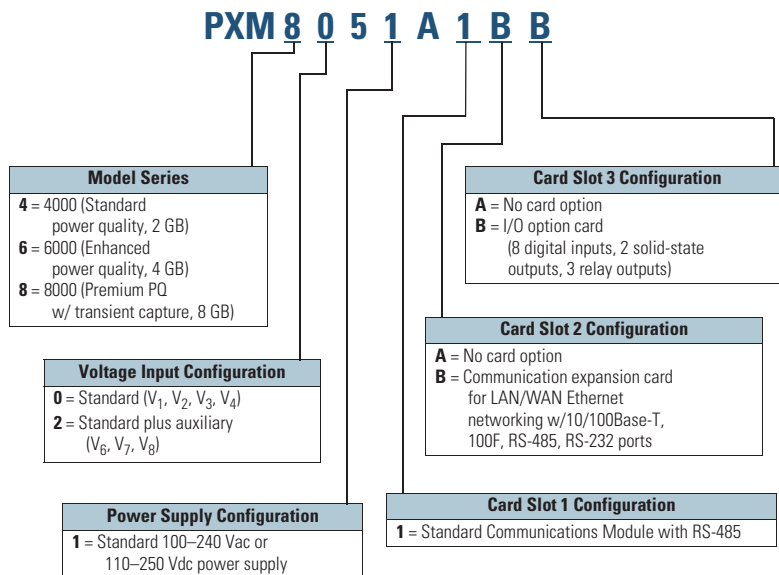 PXM 8 0 5 1 A 1 B B
Model Series
4 = 4000 (Standard
power quality, 2 GB)
6 = 6000 (Enhanced
power quality, 4 GB)
8 = 8000 (Premium PQ
w/ transient capture, 8 GB)
Card Slot 3 Configuration
A = No card option
B = I/O option card
(8 digital inputs, 2 solid-state
outputs, 3 relay outputs)
Voltage Input Configuration
0 = Standard (V1, V2, V3, V4)
2 = Standard plus auxiliary
(V6, V7, V8)
Card Slot 2 Configuration
A = No card option
B = Communication expansion card
for LAN/WAN Ethernet
networking w/10/100Base-T,
100F, RS-485, RS-232 ports
Power Supply Configuration
1 = Standard 100–240 Vac or
110–250 Vdc power supply
Card Slot 1 Configuration
1 = Standard Communications Module with RS-485